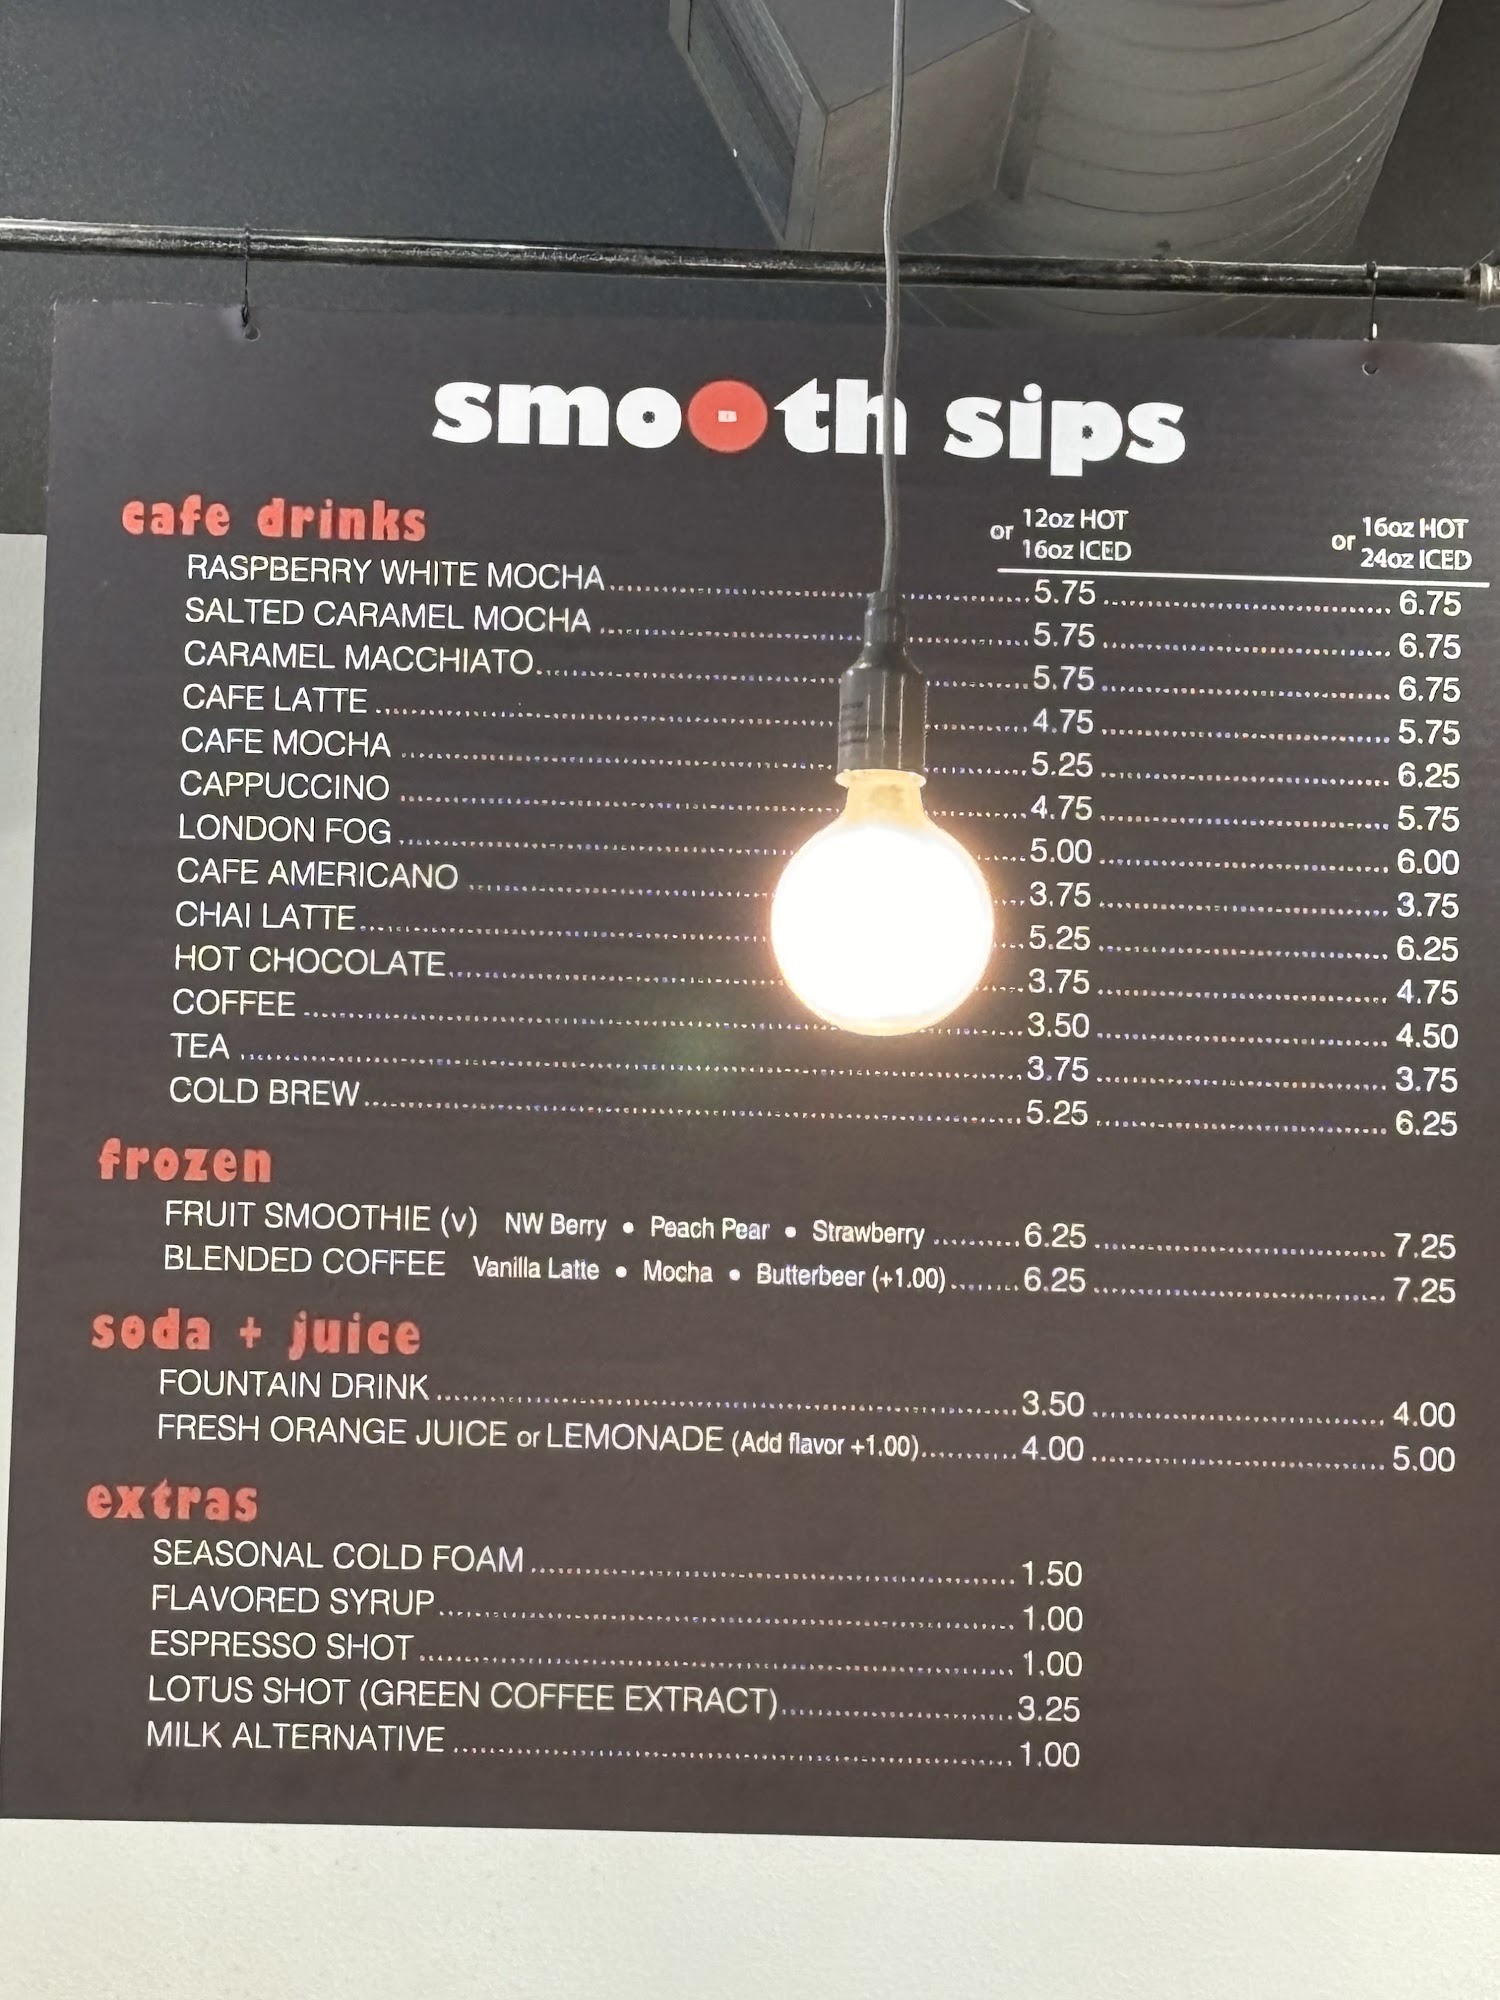 smooth sips
cafe drinks
or 12oz HOT 16oz ICED or 16oz HOT 24oz ICED
RASPBERRY WHITE MOCHA 5.75 6.75
SALTED CARAMEL MOCHA 5.75 6.75
CARAMEL MACCHIATO 5.75 6.75
CAFE LATTE 4.75 5.75
CAFE MOCHA 5.25 6.25
CAPPUCCINO 4.75 5.75
LONDON FOG 5.00 6.00
CAFE AMERICANO 3.75 3.75
CHAI LATTE 5.25 6.25
HOT CHOCOLATE 3.75 4.75
COFFEE 3.50 4.50
TEA 3.75 3.75
COLD BREW 5.25 6.25
frozen
FRUIT SMOOTHIE (v) NW Berry • Peach Pear • Strawberry 6.25 7.25
BLENDED COFFEE Vanilla Latte • Mocha • Butterbeer (+1.00) 6.25 7.25
soda + juice
FOUNTAIN DRINK 3.50 4.00
FRESH ORANGE JUICE or LEMONADE (Add flavor +1.00) 4.00 5.00
extras
SEASONAL COLD FOAM 1.50
FLAVORED SYRUP 1.00
ESPRESSO SHOT 1.00
LOTUS SHOT (GREEN COFFEE EXTRACT) 3.25
MILK ALTERNATIVE 1.00